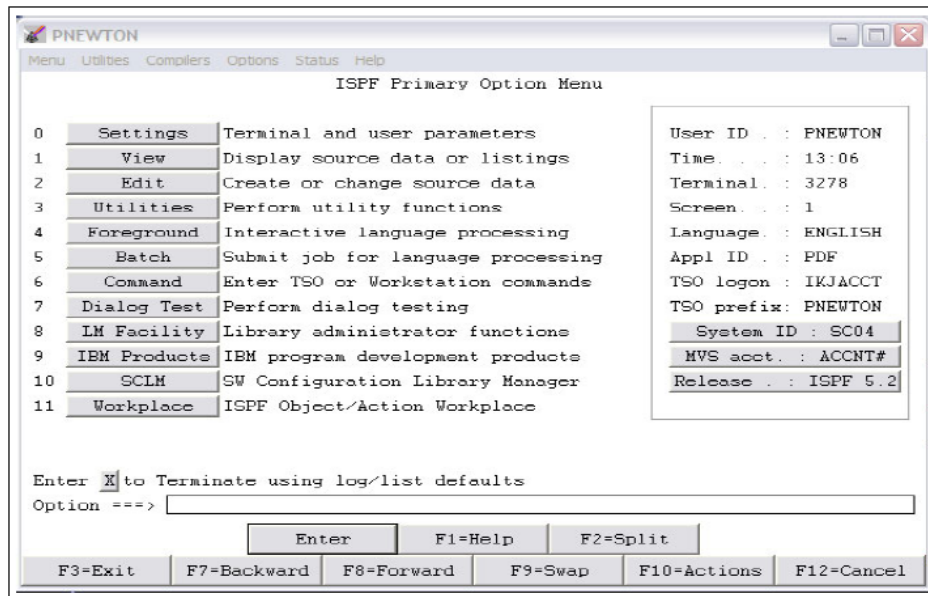 PNEWTON
Menu Utilities Compilers Options Status Help
ISPF Primary Option Menu
0 Settings Terminal and user parameters User ID . : PNEWTON
1 View Display source data or listings Time. . . : 13:06
2 Edit Create or change source data Terminal. : 3278
3 Utilities Perform utility functions Screen. . : 1
4 Foreground Interactive language processing Language. : ENGLISH
5 Batch Submit job for language processing Appl ID . : PDF
6 Command Enter TSO or Workstation commands TSO logon : IKJACCT
7 Dialog Test Perform dialog testing TSO prefix: PNEWTON
8 LM Facility Library administrator functions System ID : SC04
9 IBM Products IBM program development products MVS acct. : ACCNT#
10 SCLM SW Configuration Library Manager Release . : ISPF 5.2
11 Workplace ISPF Object/Action Workplace
Enter X to Terminate using log/list defaults
Option ===>
Enter F1=Help F2=Split
F3=Exit F7=Backward F8=Forward F9=Swap F10=Actions F12=Cancel